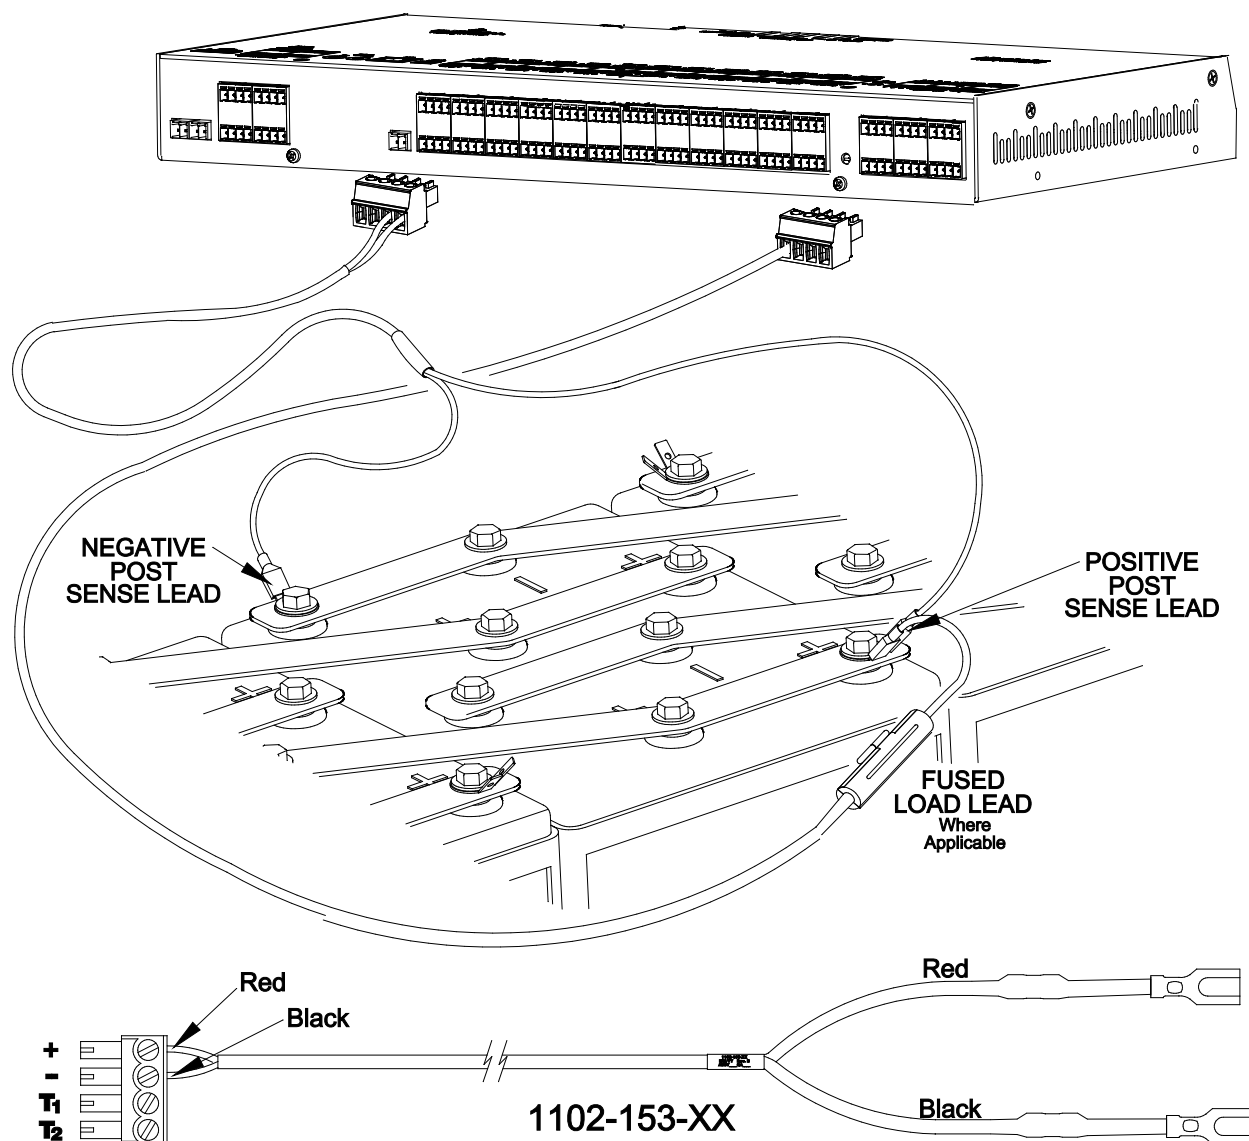 NEGATIVE
POST
SENSE LEAD
POSITIVE
POST
SENSE LEAD
FUSED
LOAD LEAD
Where
Applicable
Red
Black
+
-
T1
T2
Red
Black
1102-153-XX